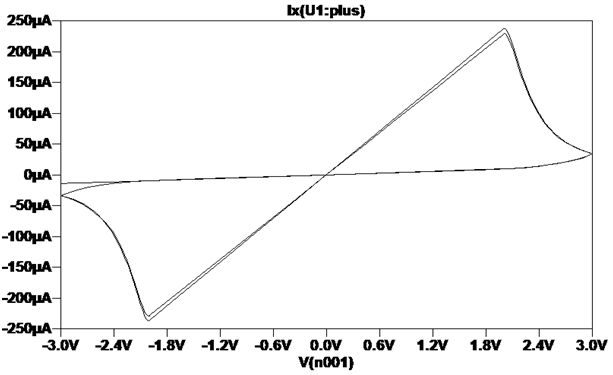 Ix(U1:plus)
250µA
200µA
150µA
100µA
50µA
0µA
-50µA
-100µA
-150µA
-200µA
-250µA
-3.0V -2.4V -1.8V -1.2V -0.6V 0.0V 0.6V 1.2V 1.8V 2.4V 3.0V
V(n001)